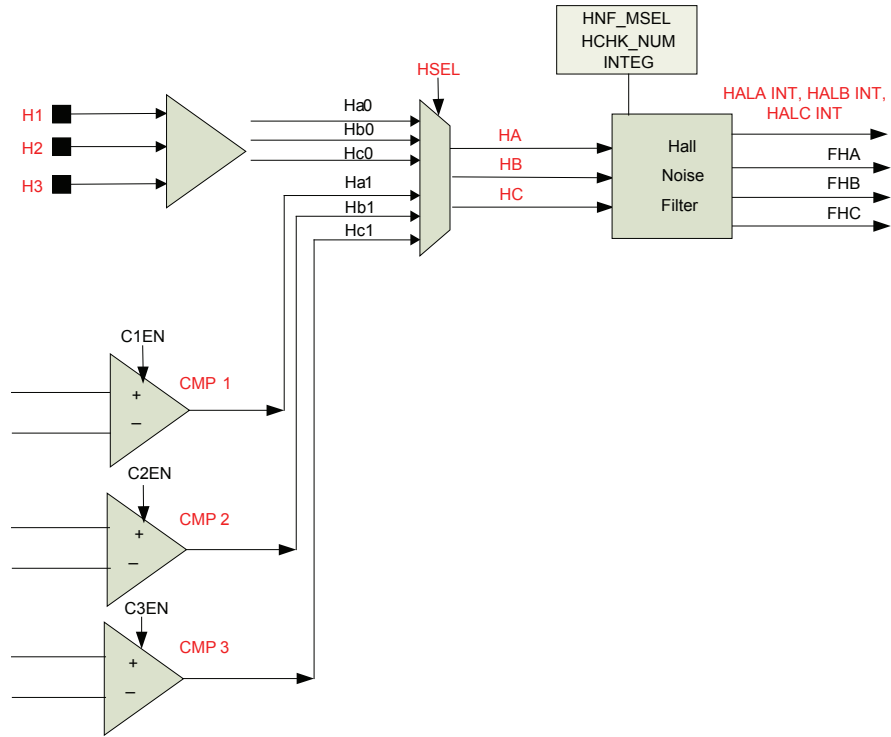 HNF_MSEL
HCHK_NUM
INTEG
HSEL
HALA INT, HALB INT,
HALC INT
H1
H2
H3
Ha0
Hb0
Hc0
Ha1
Hb1
Hc1
HA
HB
HC
Hall
Noise
Filter
FHA
FHB
FHC
C1EN
CMP 1
+
–
C2EN
CMP 2
+
–
C3EN
CMP 3
+
–